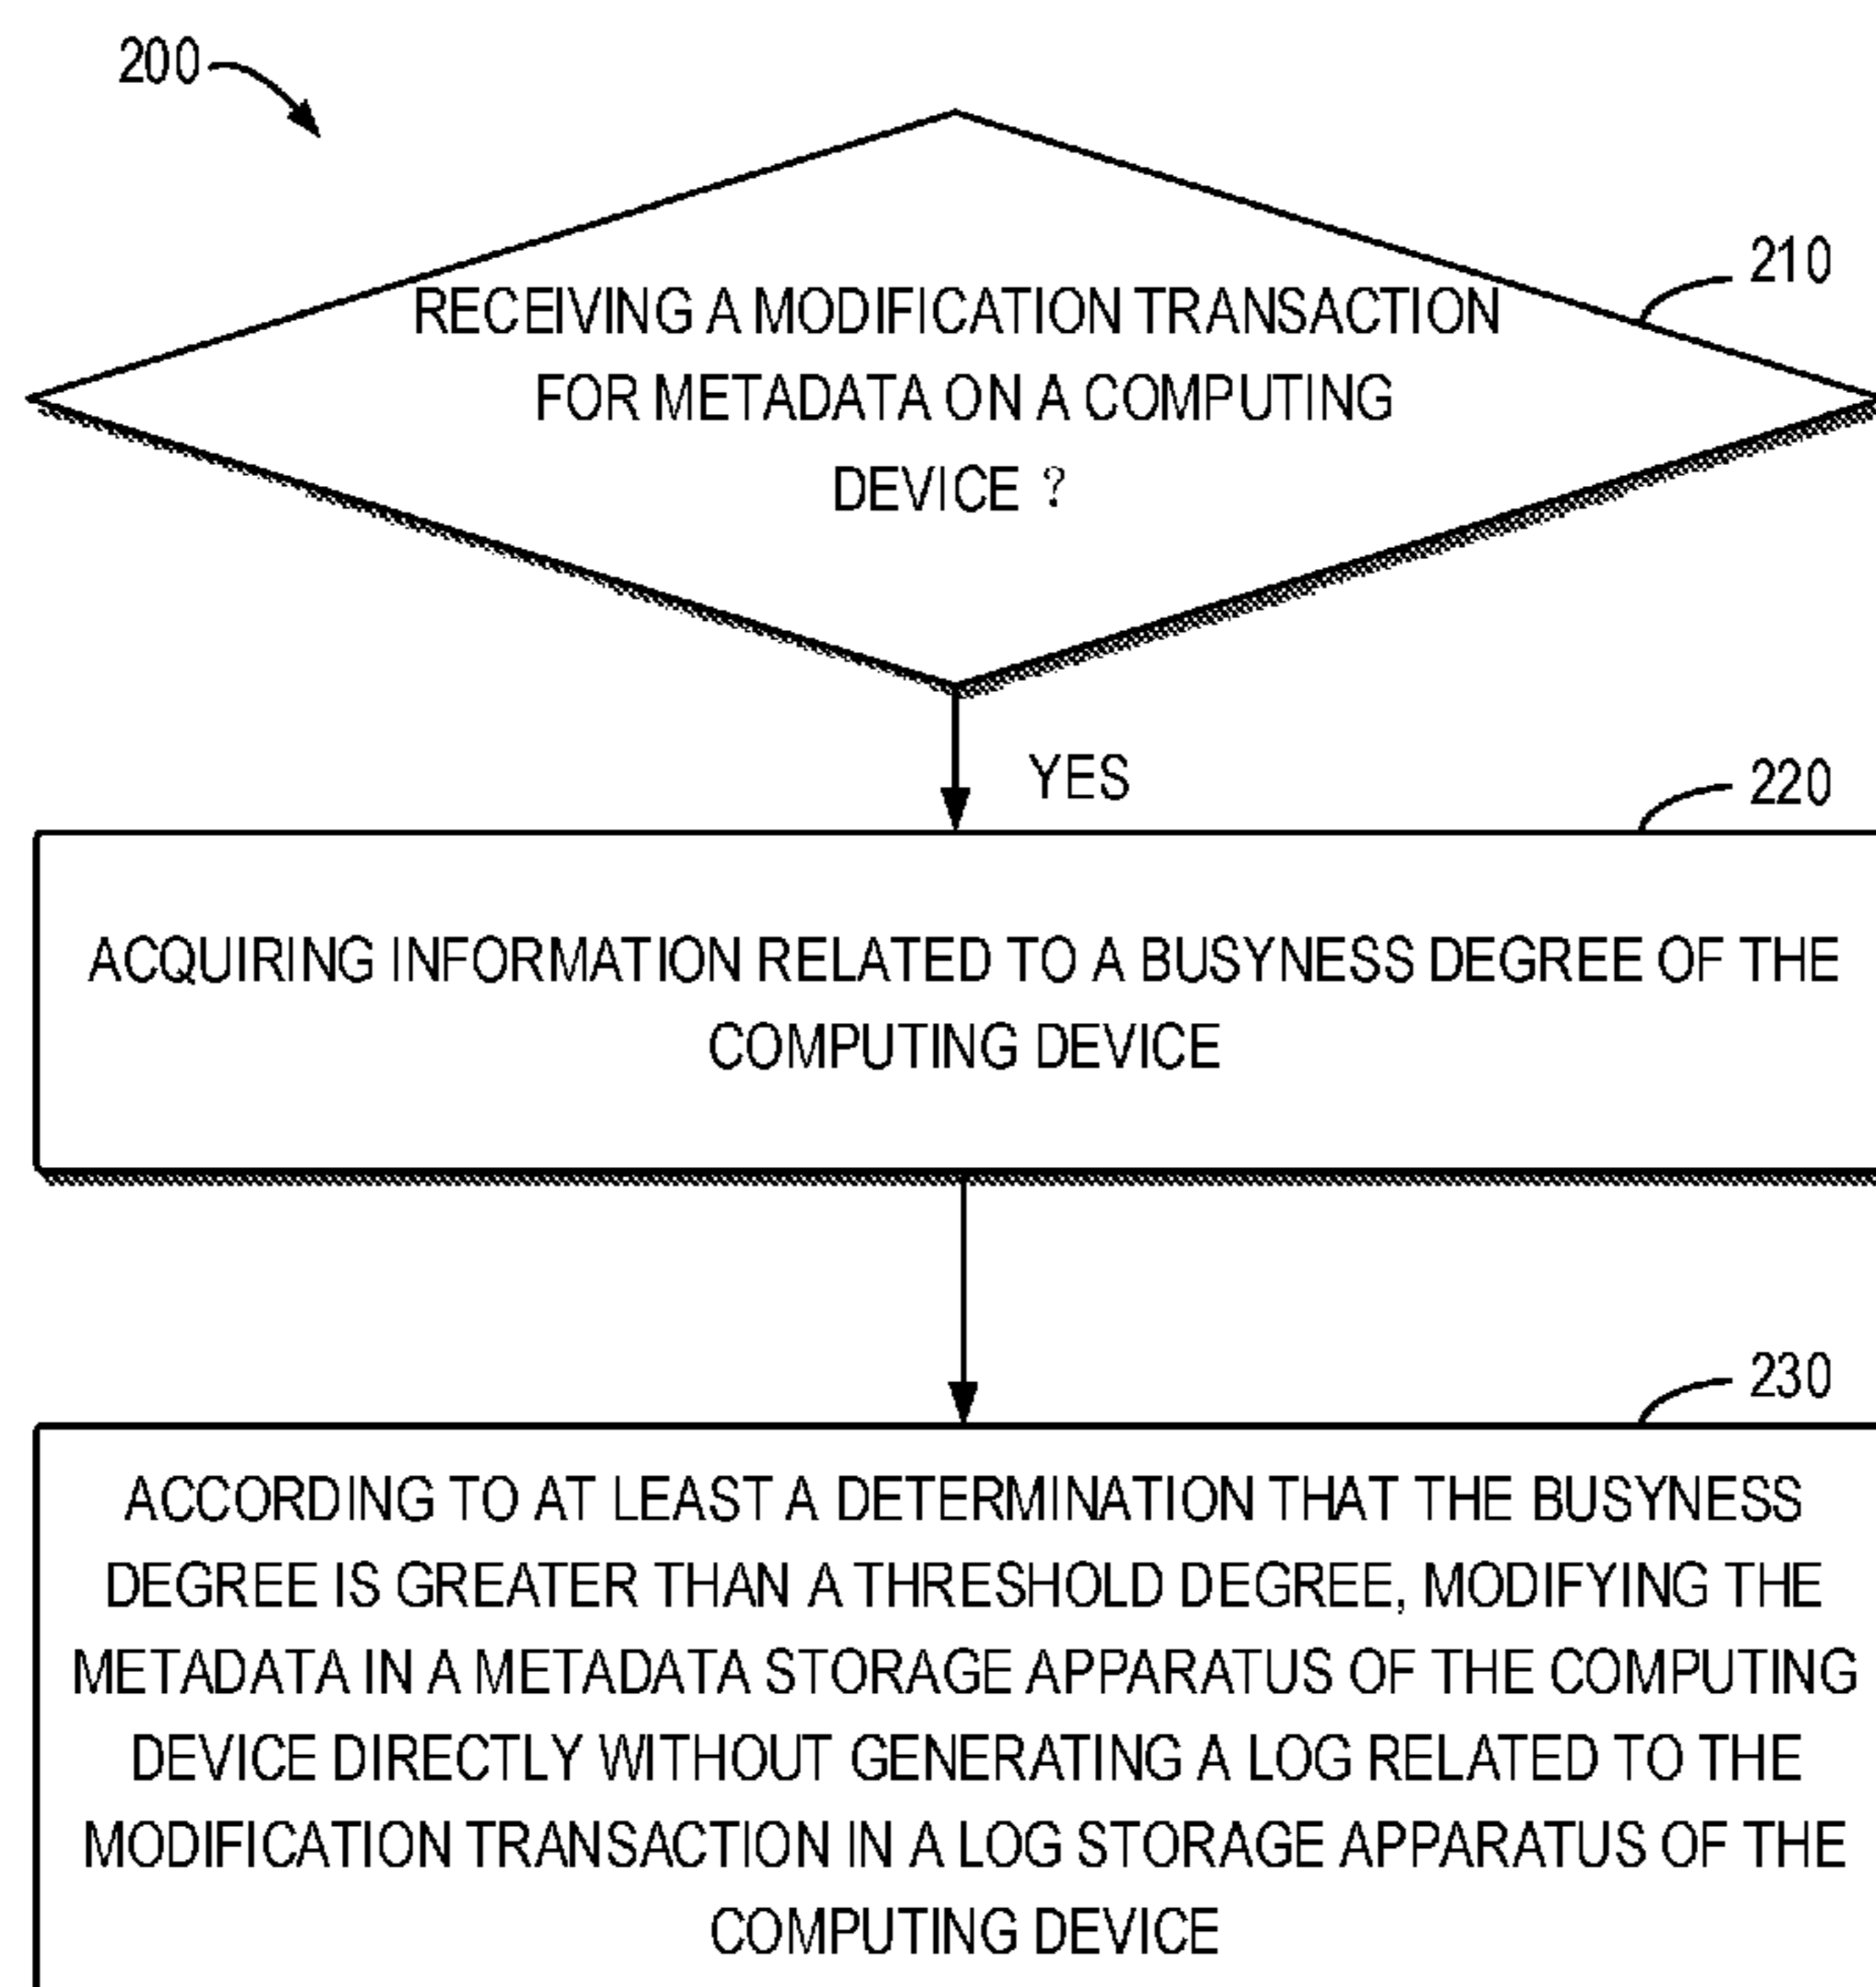 200
210
RECEIVING A MODIFICATION TRANSACTION
FOR METADATA ON A COMPUTING
DEVICE ?
YES
220
ACQUIRING INFORMATION RELATED TO A BUSYNESS DEGREE OF THE
COMPUTING DEVICE
230
ACCORDING TO AT LEAST A DETERMINATION THAT THE BUSYNESS
DEGREE IS GREATER THAN A THRESHOLD DEGREE, MODIFYING THE
METADATA IN A METADATA STORAGE APPARATUS OF THE COMPUTING
DEVICE DIRECTLY WITHOUT GENERATING A LOG RELATED TO THE
MODIFICATION TRANSACTION IN A LOG STORAGE APPARATUS OF THE
COMPUTING DEVICE